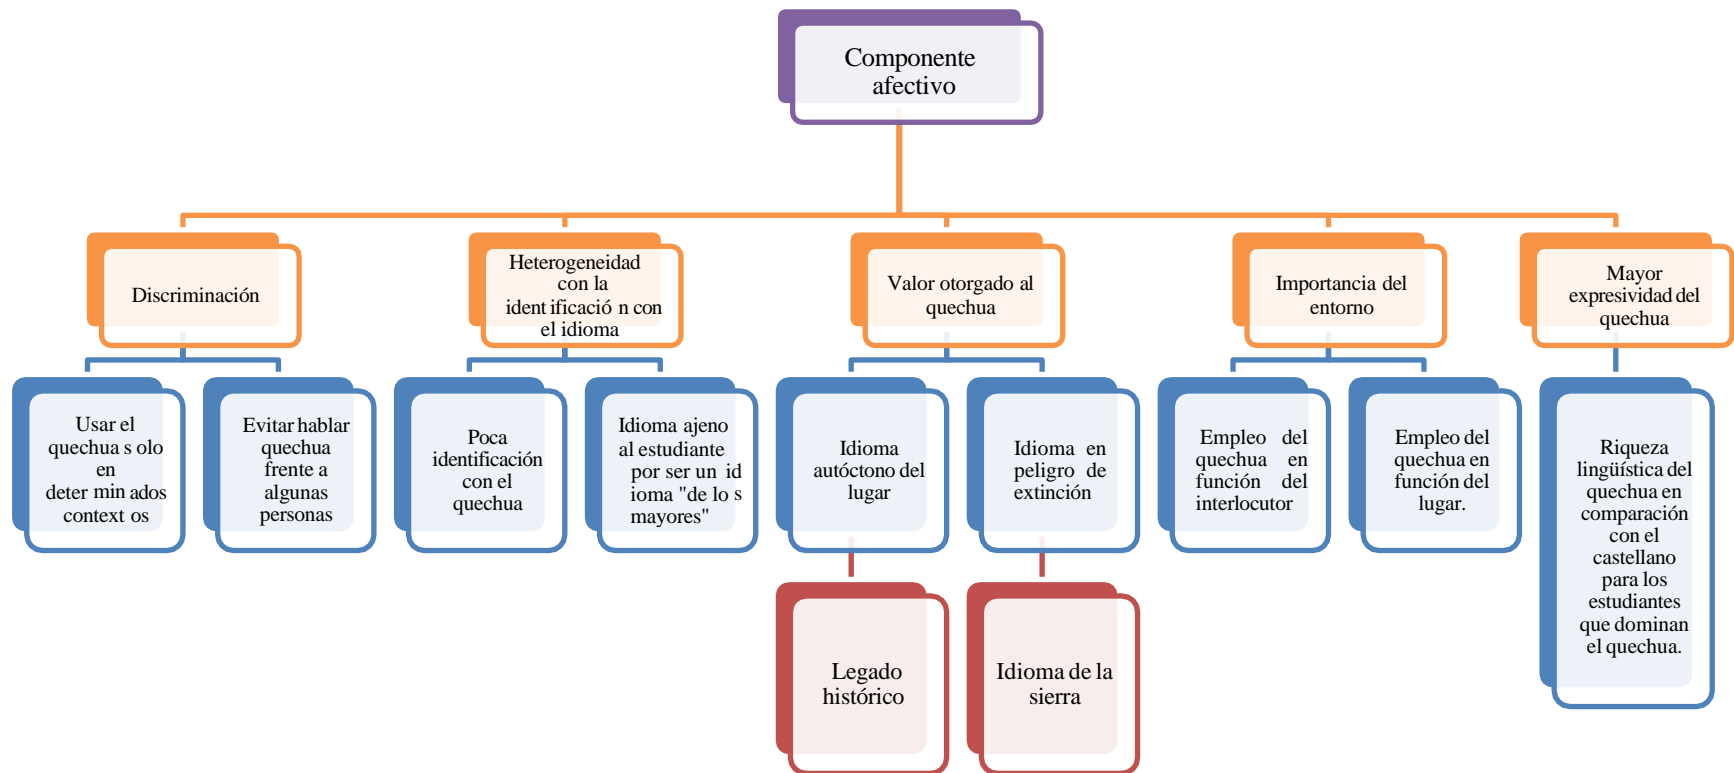 Componente
afectivo
Discriminación
Heterogeneidad
con la
ident ificació n con
el idioma
Valor otorgado al
quechua
Importancia del
entorno
Mayor
expresividad del
quechua
Usar el
quechua s olo
en
deter min ados
context os
Evitar hablar
quechua
frente a
algunas
personas
Poca
identificación
con el
quechua
Idioma ajeno
al estudiante
por ser un id
ioma "de lo s
mayores"
Idioma
autóctono del
lugar
Idioma en
peligro de
extinción
Empleo del
quechua en
función del
interlocutor
Empleo del
quechua en
función del
lugar.
Riqueza
lingüística del
quechua en
comparación
con el
castellano
para los
estudiantes
que dominan
el quechua.
Legado
histórico
Idioma de la
sierra